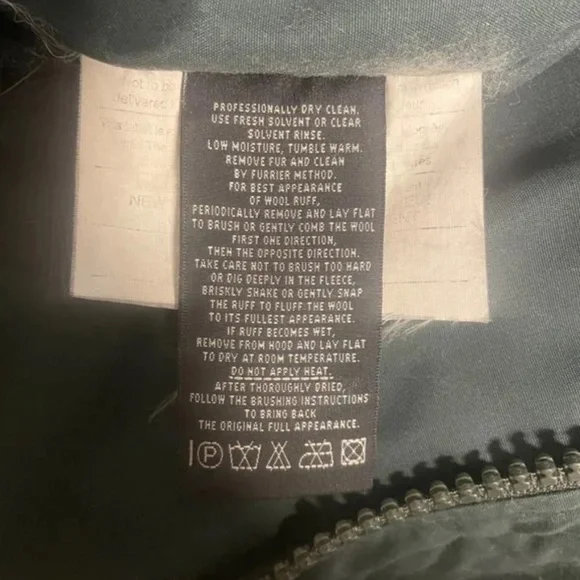 PROFESSIONALLY DRY CLEAN.
USE FRESH SOLVENT OR CLEAR
SOLVENT RINSE.
LOW MOISTURE, TUMBLE WARM.
REMOVE FUR AND CLEAN
BY FURRIER METHOD.
FOR BEST APPEARANCE
OF WOOL RUFF,
PERIODICALLY REMOVE AND LAY FLAT
TO BRUSH OR GENTLY COMB THE WOOL
FIRST ONE DIRECTION,
THEN THE OPPOSITE DIRECTION.
TAKE CARE NOT TO BRUSH TOO HARD
OR DIG DEEPLY IN THE FLEECE,
BRISKLY SHAKE OR GENTLY SNAP
THE RUFF TO FLUFF THE WOOL
TO ITS FULLEST APPEARANCE.
IF RUFF BECOMES WET,
REMOVE FROM HOOD AND LAY FLAT
TO DRY AT ROOM TEMPERATURE.
DO NOT APPLY HEAT.
AFTER THOROUGHLY DRIED,
FOLLOW THE BRUSHING INSTRUCTIONS
TO BRING BACK
THE ORIGINAL FULL APPEARANCE.
P